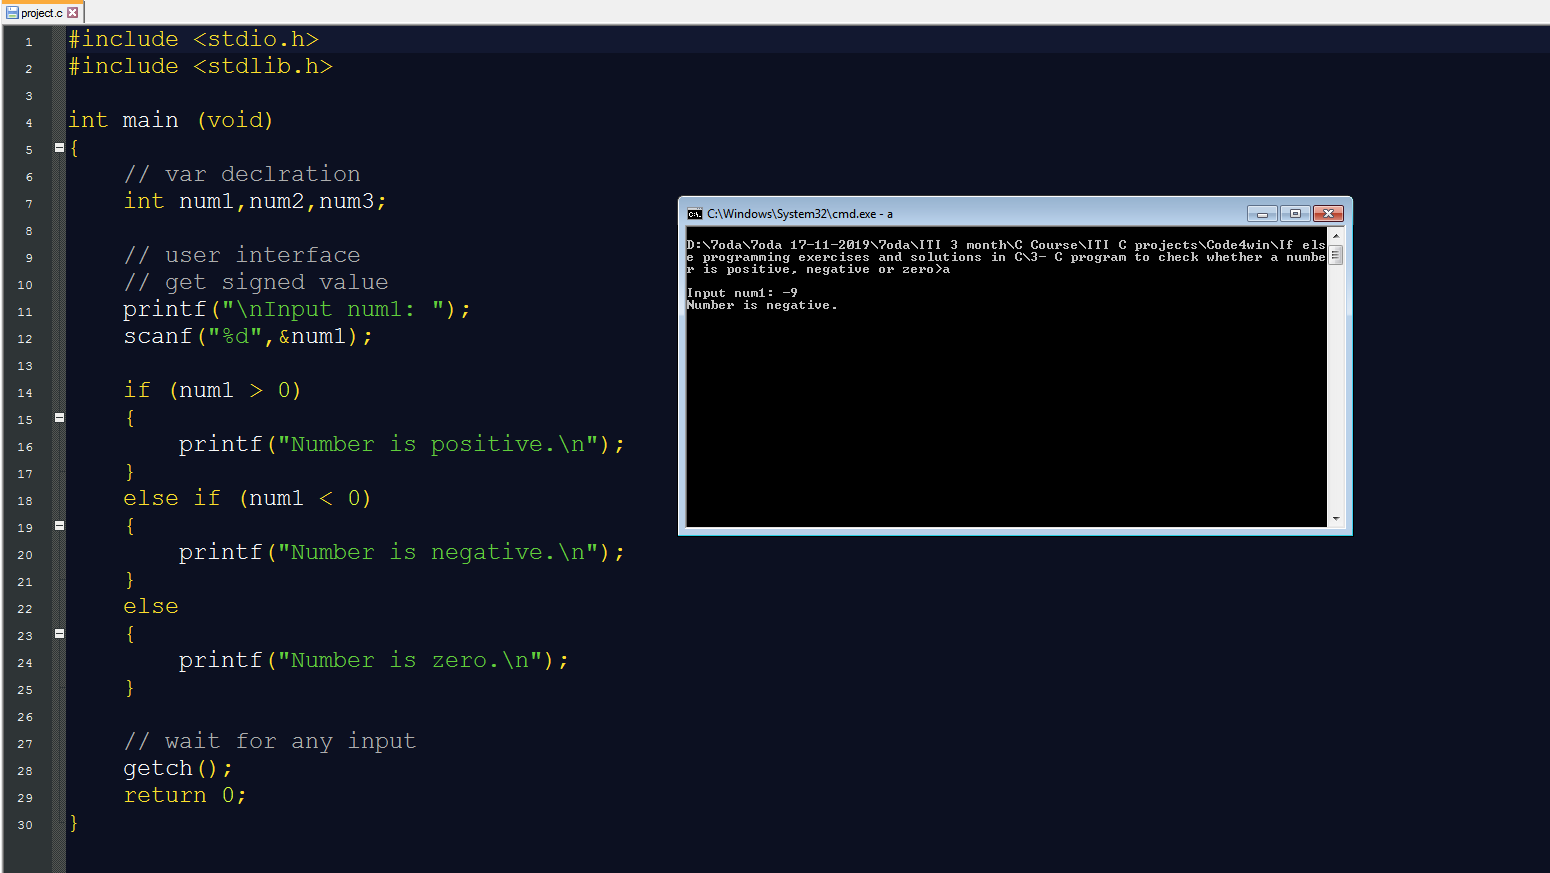 project.c
1 #include <stdio.h>
2 #include <stdlib.h>
3
4 int main (void)
5 {
6 // var declration
7 int num1,num2,num3;
8
9 // user interface
10 // get signed value
11 printf("\nInput num1: ");
12 scanf("%d",&num1);
13
14 if (num1 > 0)
15 {
16 printf("Number is positive.\n");
17 }
18 else if (num1 < 0)
19 {
20 printf("Number is negative.\n");
21 }
22 else
23 {
24 printf("Number is zero.\n");
25 }
26
27 // wait for any input
28 getch();
29 return 0;
30 }
C:\Windows\System32\cmd.exe - a
D:\7oda\7oda 17-11-2019\7oda\ITI 3 month\C Course\ITI C projects\Code4win\If els
e programming exercises and solutions in C\3- C program to check whether a numbe
r is positive, negative or zero>a
Input num1: -9
Number is negative.